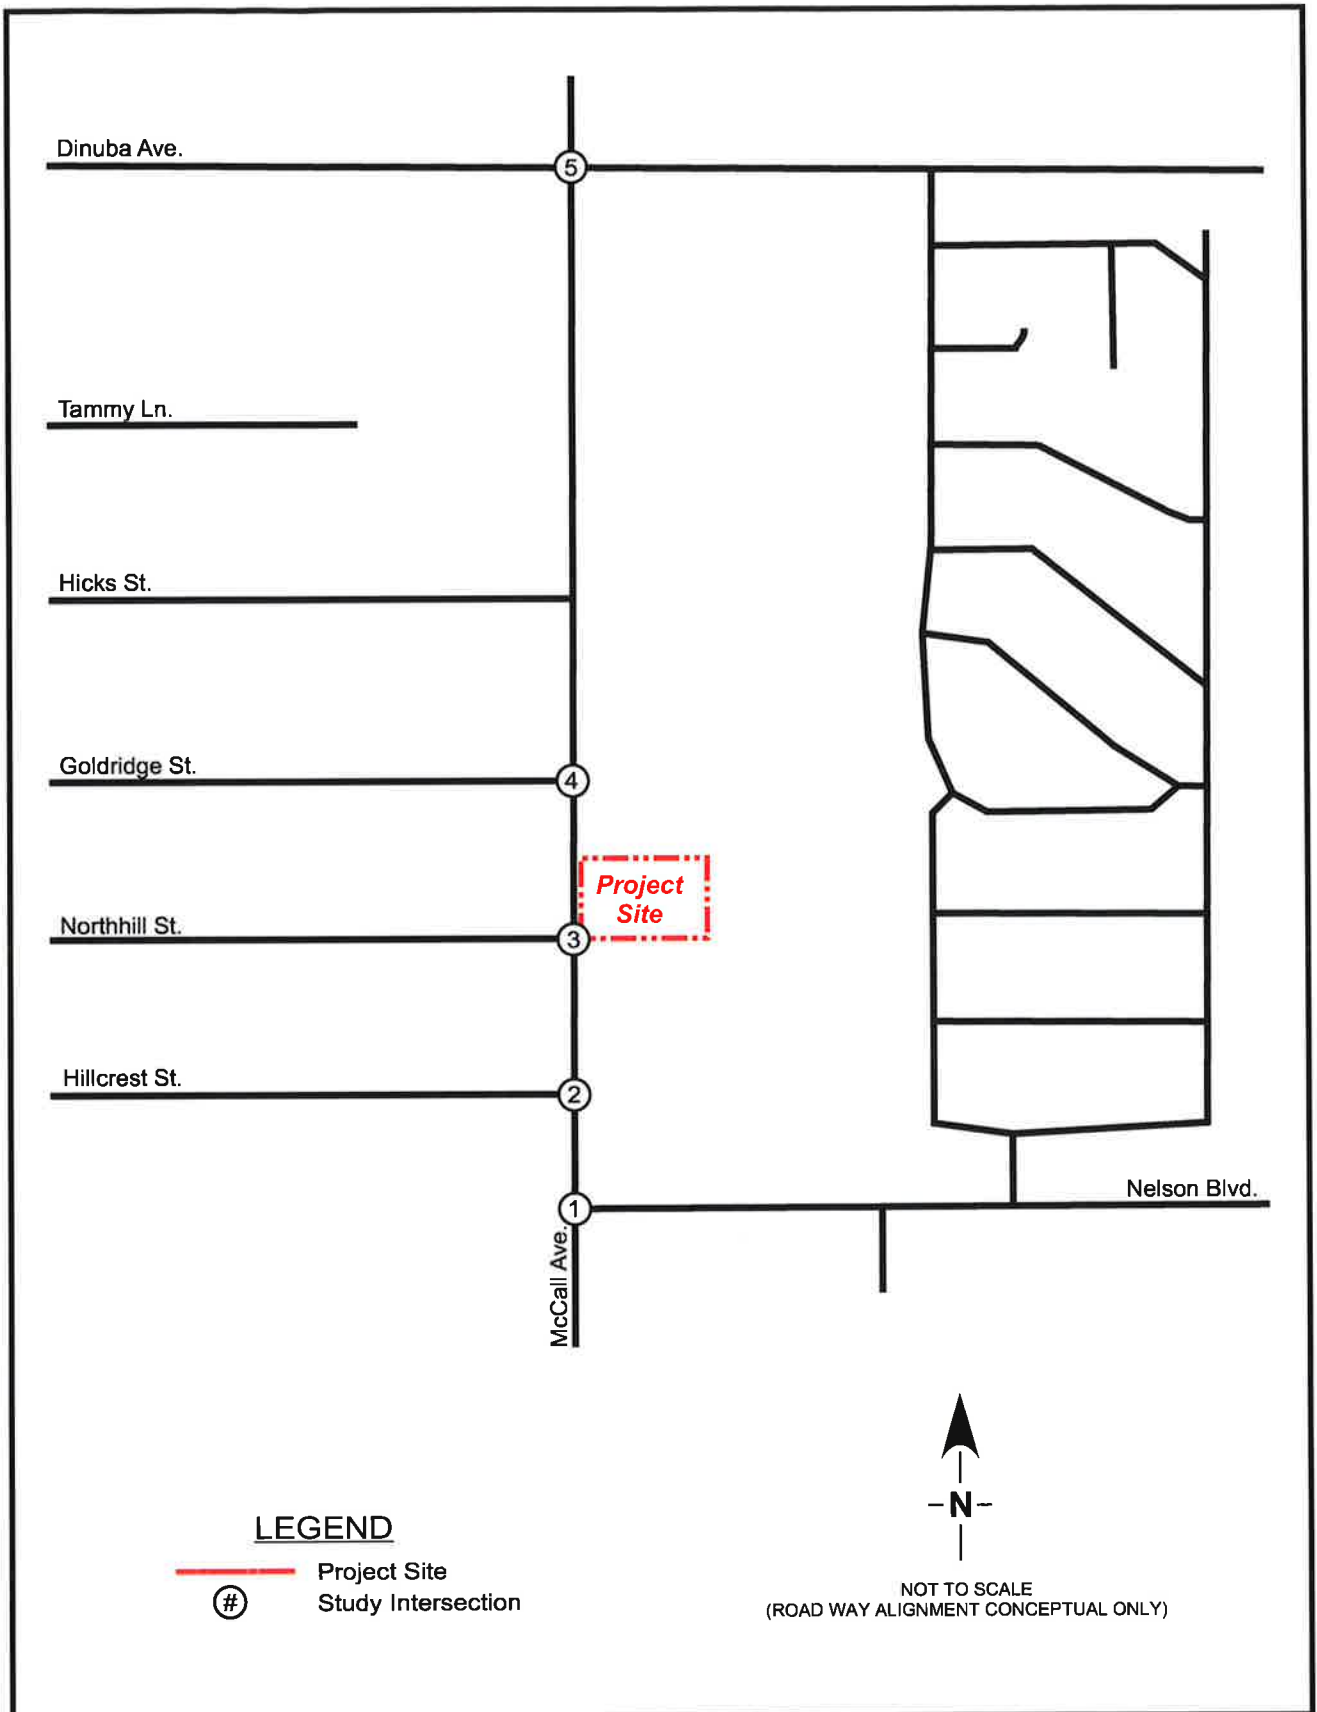 Dinuba Ave.
5
Tammy Ln.
Hicks St.
Goldridge St.
4
Project
Site
Northhill St.
3
Hillcrest St.
2
Nelson Blvd.
1
McCall Ave.
-N-
LEGEND
Project Site
# Study Intersection
NOT TO SCALE
(ROAD WAY ALIGNMENT CONCEPTUAL ONLY)